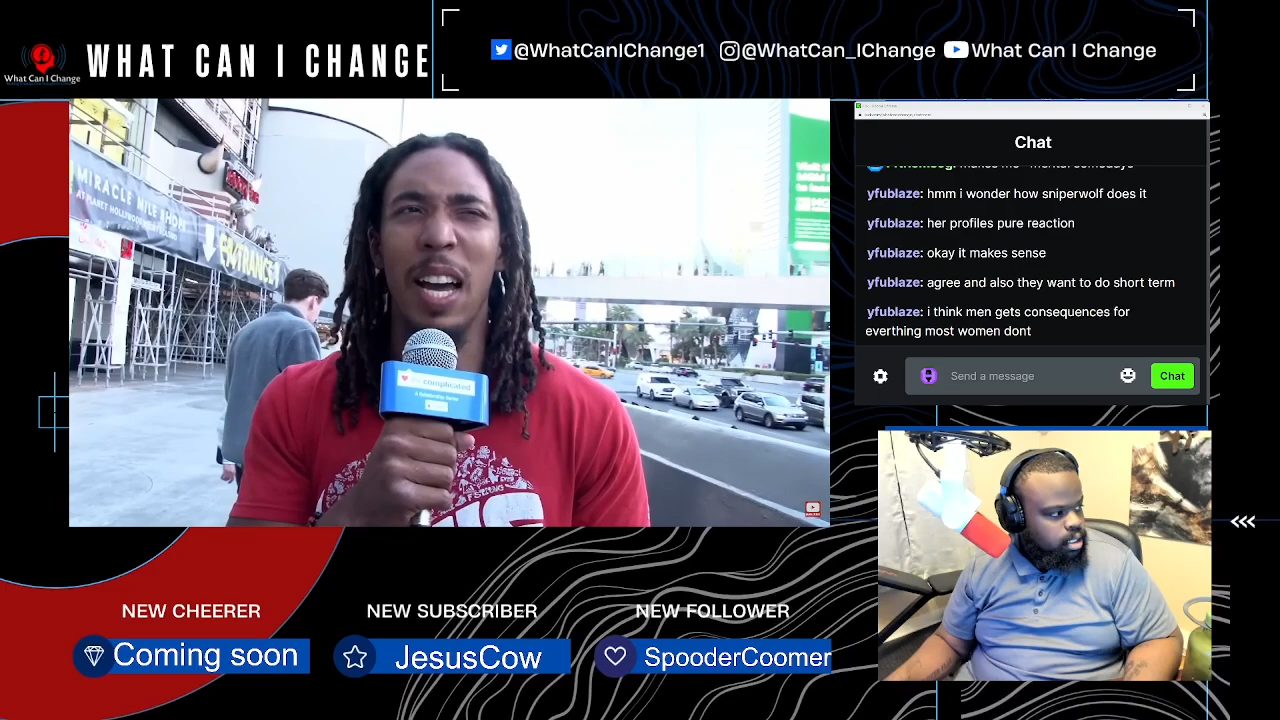 What Can I Change
WHAT CAN I CHANGE
@WhatCanIChange1
@WhatCan_IChange
What Can I Change
MIRACLE MILE SHOPS
AT PLANET HOLLYWOOD
ENTRANCE
complicated
Chat
yfublaze: hmm i wonder how sniperwolf does it
yfublaze: her profiles pure reaction
yfublaze: okay it makes sense
yfublaze: agree and also they want to do short term
yfublaze: i think men gets consequences for
everthing most women dont
Send a message
Chat
NEW CHEERER
NEW SUBSCRIBER
NEW FOLLOWER
Coming soon
JesusCow
SpooderCoomer